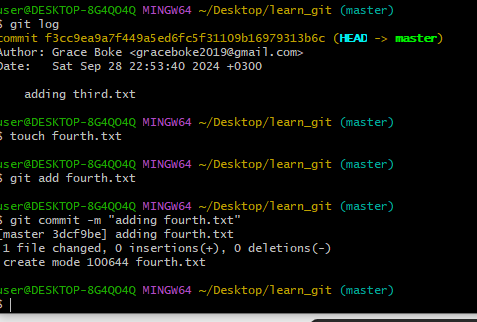 user@DESKTOP-8G4QO4Q MINGW64 ~/Desktop/learn_git (master)
$ git log
commit f3cc9ea9a7f449a5ed6fc5f31109b16979313b6c (HEAD -> master)
Author: Grace Boke <graceboke2019@gmail.com>
Date:   Sat Sep 28 22:53:40 2024 +0300
    adding third.txt
user@DESKTOP-8G4QO4Q MINGW64 ~/Desktop/learn_git (master)
$ touch fourth.txt
user@DESKTOP-8G4QO4Q MINGW64 ~/Desktop/learn_git (master)
$ git add fourth.txt
user@DESKTOP-8G4QO4Q MINGW64 ~/Desktop/learn_git (master)
$ git commit -m "adding fourth.txt"
[master 3dcf9be] adding fourth.txt
 1 file changed, 0 insertions(+), 0 deletions(-)
 create mode 100644 fourth.txt
user@DESKTOP-8G4QO4Q MINGW64 ~/Desktop/learn_git (master)
$